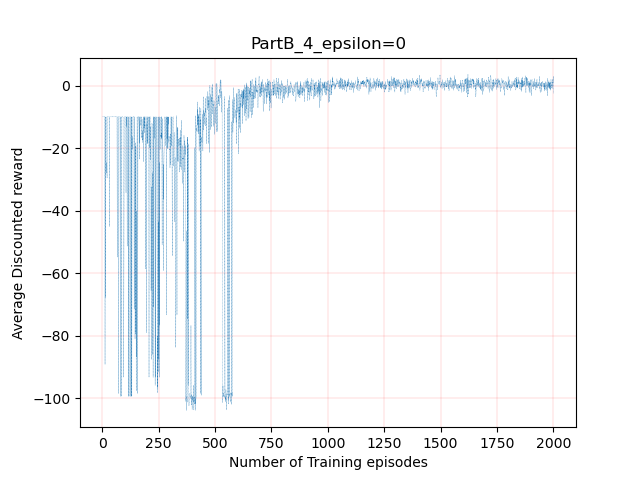 PartB_4_epsilon=0
Average Discounted reward
0
−20
−40
−60
−80
−100
0 250 500 750 1000 1250 1500 1750 2000
Number of Training episodes